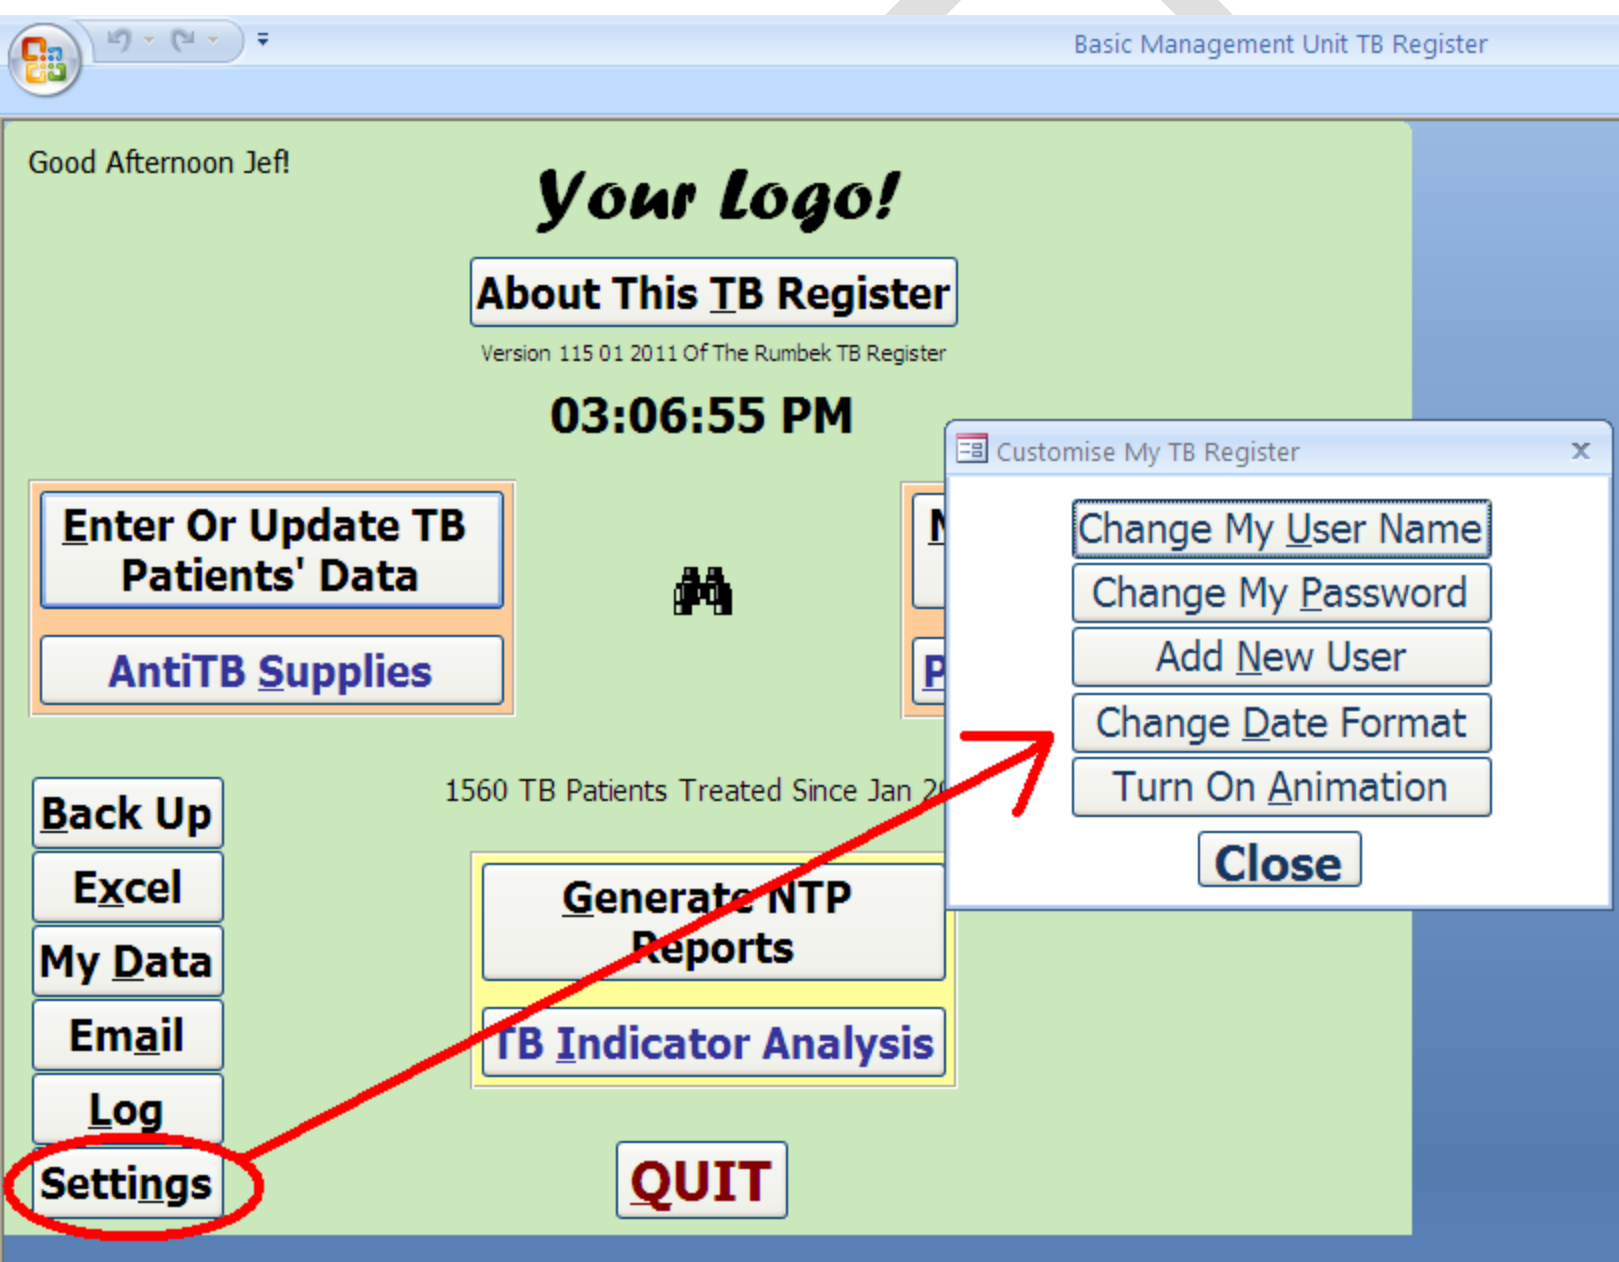 Basic Management Unit TB Register
Good Afternoon Jef!
Your Logo!
About This TB Register
Version 115 01 2011 Of The Rumbek TB Register
03:06:55 PM
Enter Or Update TB
Patients' Data
AntiTB Supplies
1560 TB Patients Treated Since Jan
Back Up
Excel
My Data
Email
Log
Settings
Generate NTP
Reports
TB Indicator Analysis
QUIT
Customise My TB Register
Change My User Name
Change My Password
Add New User
Change Date Format
Turn On Animation
Close